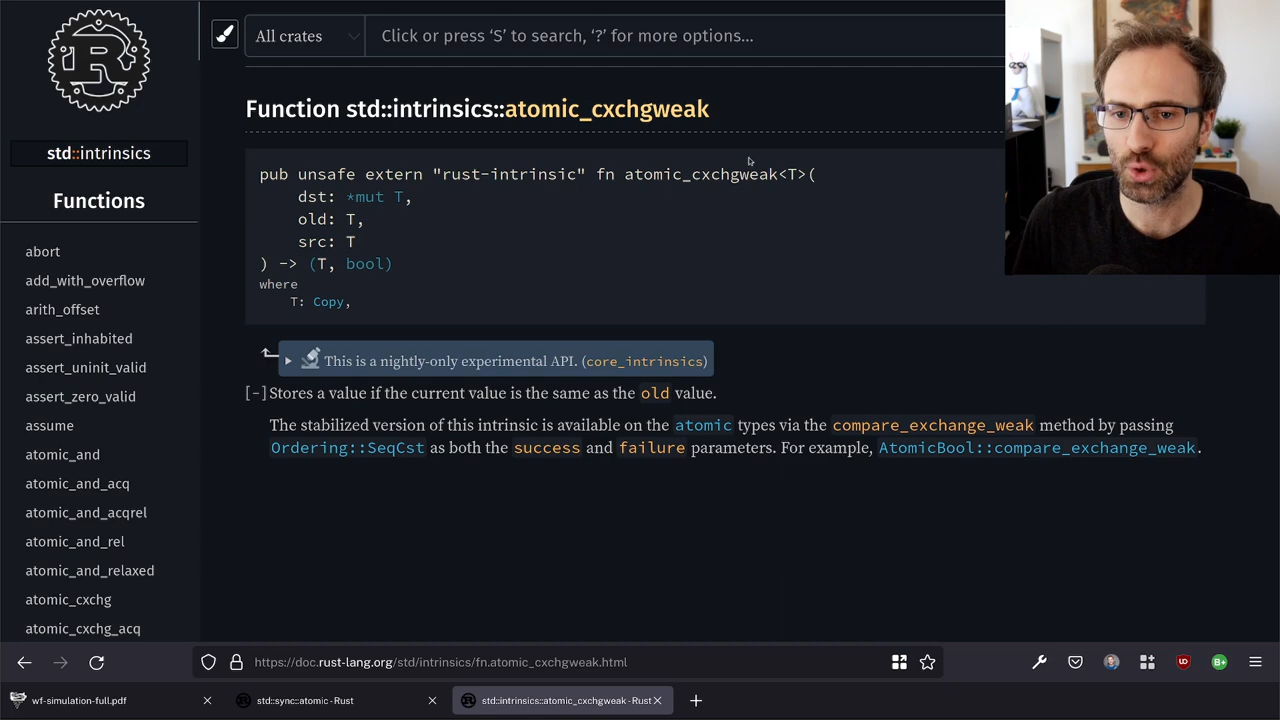 All crates
Click or press ‘S’ to search, ‘?’ for more options…
std::intrinsics
Functions
abort
add_with_overflow
arith_offset
assert_inhabited
assert_uninit_valid
assert_zero_valid
assume
atomic_and
atomic_and_acq
atomic_and_acqrel
atomic_and_rel
atomic_and_relaxed
atomic_cxchg
atomic_cxchg_acq
Function std::intrinsics::atomic_cxchgweak
pub unsafe extern "rust-intrinsic" fn atomic_cxchgweak<T>(
dst: *mut T,
old: T,
src: T
) -> (T, bool)
where
T: Copy,
This is a nightly-only experimental API. (core_intrinsics)
[-] Stores a value if the current value is the same as the old value.
The stabilized version of this intrinsic is available on the atomic types via the compare_exchange_weak method by passing
Ordering::SeqCst as both the success and failure parameters. For example, AtomicBool::compare_exchange_weak.
https://doc.rust-lang.org/std/intrinsics/fn.atomic_cxchgweak.html
wf-simulation-full.pdf
std::sync::atomic - Rust
std::intrinsics::atomic_cxchgweak - Rust